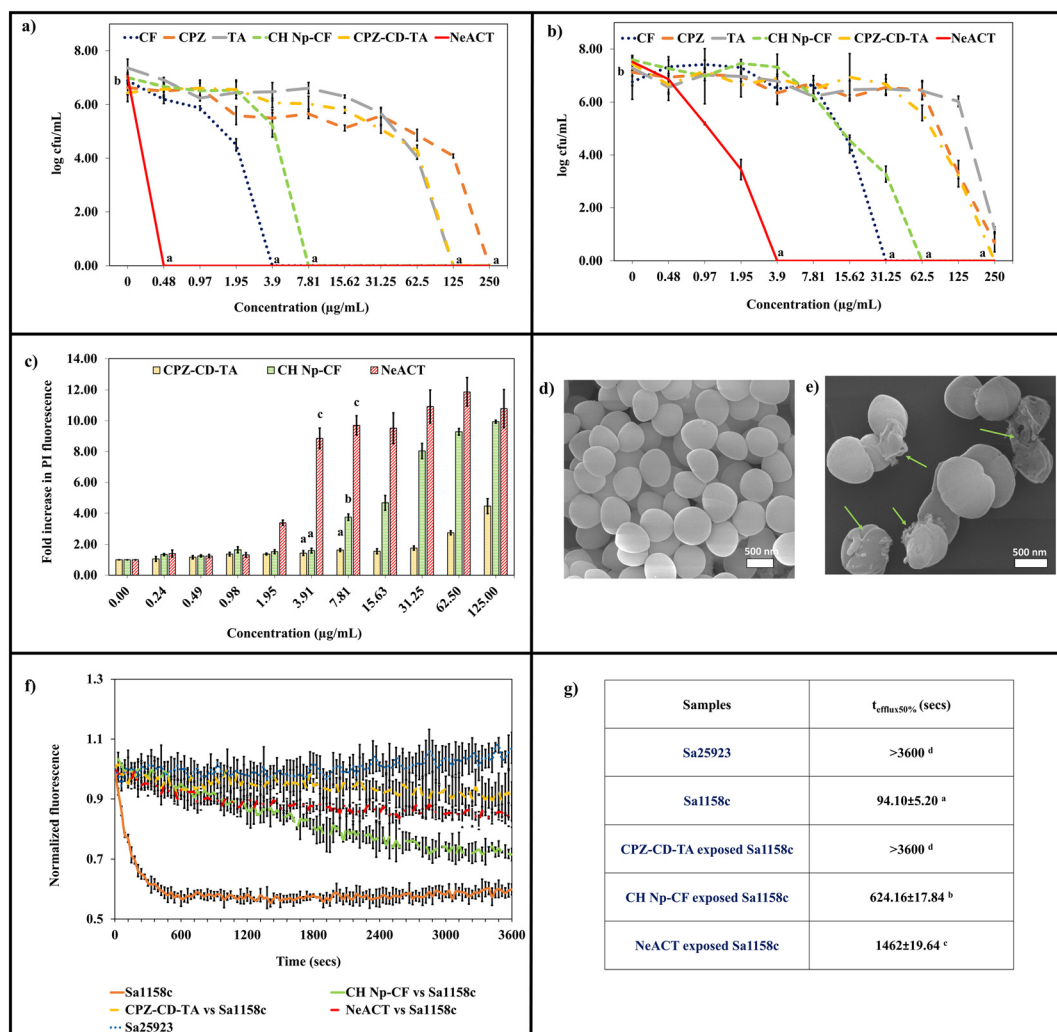 a)
CF CPZ TA CH Np-CF CPZ-CD-TA NeACT
8.00
6.00
4.00
2.00
0.00
log cfu/mL
b
a a a a a
0 0.48 0.97 1.95 3.9 7.81 15.62 31.25 62.5 125 250
Concentration (µg/mL)
b)
CF CPZ TA CH Np-CF CPZ-CD-TA NeACT
8.00
6.00
4.00
2.00
0.00
log cfu/mL
b
a a a a
0 0.48 0.97 1.95 3.9 7.81 15.62 31.25 62.5 125 250
Concentration (µg/mL)
c)
CPZ-CD-TA CH Np-CF NeACT
14.00
12.00
10.00
8.00
6.00
4.00
2.00
0.00
Fold increase in PI fluorescence
c c
b
a a a
0.00 0.24 0.49 0.98 1.95 3.91 7.81 15.63 31.25 62.50 125.00
Concentration (µg/mL)
d)
500 nm
e)
500 nm
f)
1.3
1.1
0.9
0.7
0.5
Normalized fluorescence
0 600 1200 1800 2400 3000 3600
Time (secs)
Sa1158c CH Np-CF vs Sa1158c
CPZ-CD-TA vs Sa1158c NeACT vs Sa1158c
Sa25923
g)
Samples tefflux50% (secs)
Sa25923 >3600 d
Sa1158c 94.10±5.20 a
CPZ-CD-TA exposed Sa1158c >3600 d
CH Np-CF exposed Sa1158c 624.16±17.84 b
NeACT exposed Sa1158c 1462±19.64 c